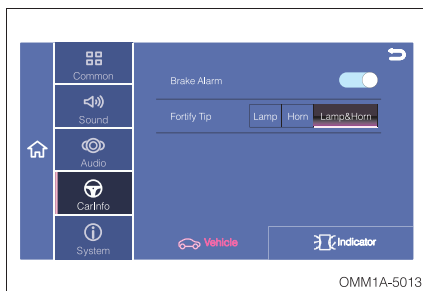 Common
Sound
Audio
CarInfo
System
Brake Alarm
Fortify Tip Lamp Horn Lamp&Horn
Vehicle Indicator
OMM1A-5013